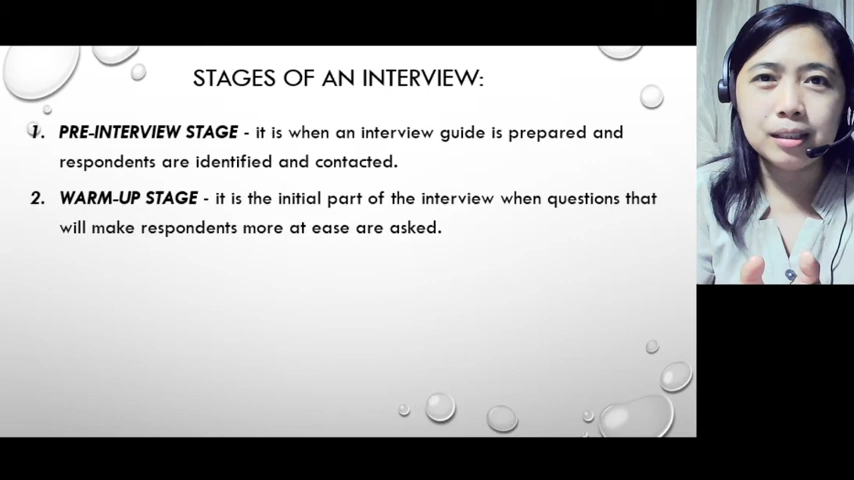 STAGES OF AN INTERVIEW:
1. PRE-INTERVIEW STAGE - it is when an interview guide is prepared and
respondents are identified and contacted.
2. WARM-UP STAGE - it is the initial part of the interview when questions that
will make respondents more at ease are asked.